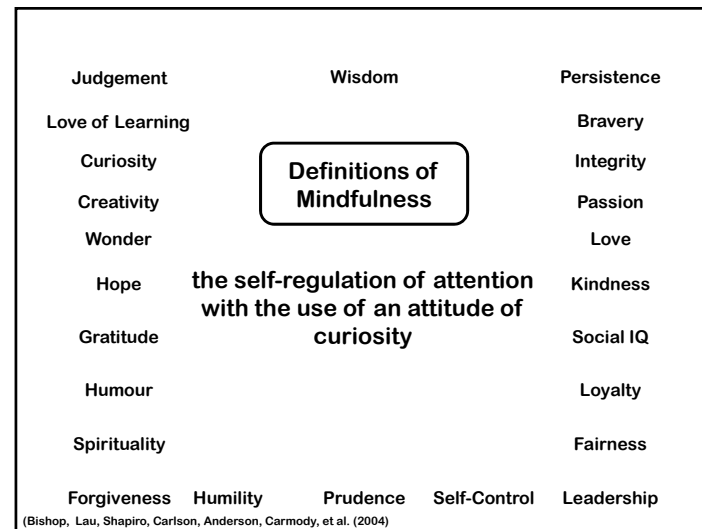 Judgement Wisdom Persistence
Love of Learning Bravery
Curiosity Integrity
Definitions of
Mindfulness
Creativity Passion
Wonder Love
Hope the self-regulation of attention Kindness
with the use of an attitude of
curiosity
Gratitude Social IQ
Humour Loyalty
Spirituality Fairness
Forgiveness Humility Prudence Self-Control Leadership
(Bishop, Lau, Shapiro, Carlson, Anderson, Carmody, et al. (2004)